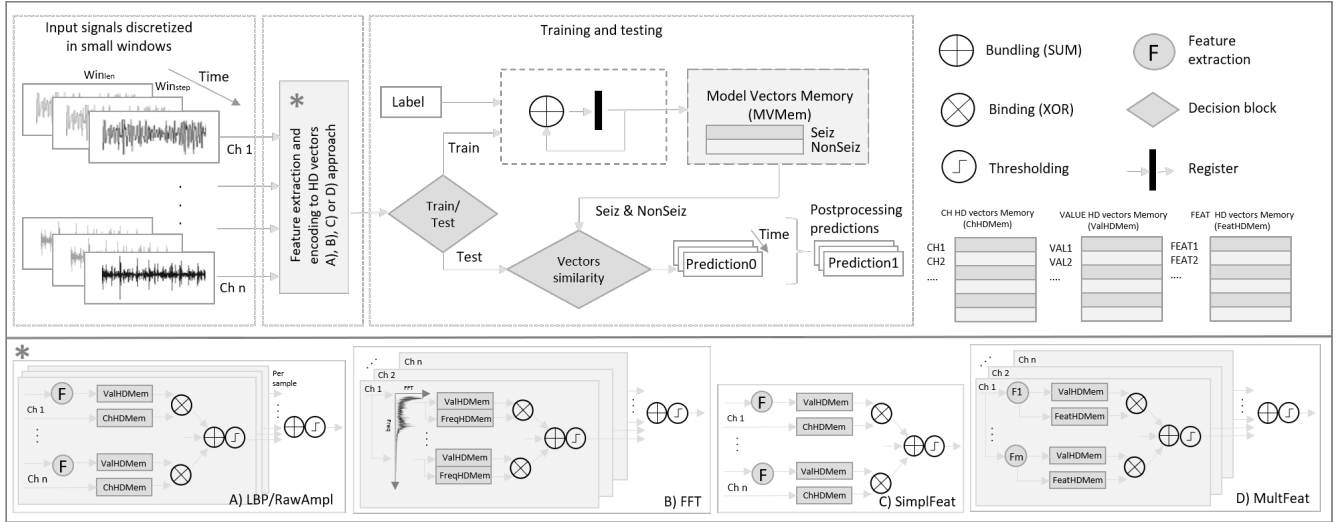 Input signals discretized
in small windows
Winlen
Winstep
Time
Ch 1
Ch n
*
Feature extraction and
encoding to HD vectors
A), B), C) or D) approach
Training and testing
Label
Train
Train/
Test
Test
Model Vectors Memory
(MVMem)
Seiz
NonSeiz
Seiz & NonSeiz
Vectors
similarity
Prediction0
Time
Postprocessing
predictions
Prediction1
Bundling (SUM)
F
Feature
extraction
Binding (XOR)
Decision block
Thresholding
Register
CH HD vectors Memory
(ChHDMem)
CH1
CH2
....
VALUE HD vectors Memory
(ValHDMem)
VAL1
VAL2
....
FEAT HD vectors Memory
(FeatHDMem)
FEAT1
FEAT2
....
*
F
ValHDMem
Ch 1
ChHDMem
F
ValHDMem
Ch n
ChHDMem
Per
sample
A) LBP/RawAmpl
Ch n
Ch 2
Ch 1
FFT
freq
ValHDMem
FreqHDMem
ValHDMem
FreqHDMem
B) FFT
F
ValHDMem
Ch 1
ChHDMem
F
ValHDMem
Ch n
ChHDMem
C) SimplFeat
Ch n
Ch 2
Ch 1
F1
ValHDMem
FeatHDMem
Fm
ValHDMem
FeatHDMem
D) MultFeat